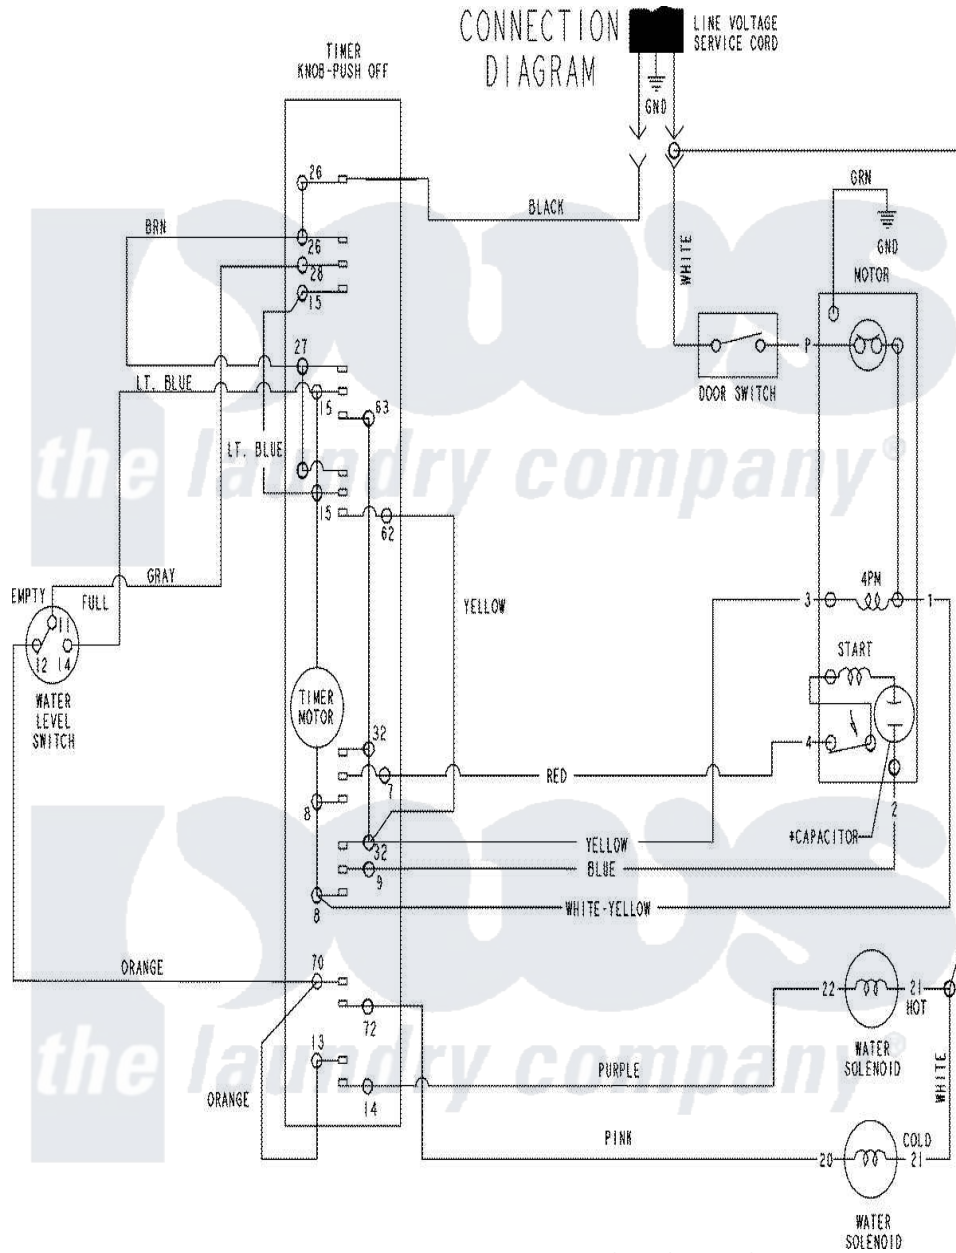 CONNECTION
DIAGRAM
LINE VOLTAGE
SERVICE CORD
TIMER
KNOB-PUSH OFF
GND
26
BLACK
GRN
BRN
26
WHITE
GND
28
MOTOR
15
27
P
LT. BLUE
DOOR SWITCH
15
63
LT. BLUE
the laundry company®
15
62
GRAY
4PM
EMPTY
FULL
3
1
YELLOW
11
12
14
START
WATER
LEVEL
SWITCH
TIMER
MOTOR
32
4
RED
7
8
2
*CAPACITOR
YELLOW
32
BLUE
9
WHITE-YELLOW
8
ORANGE
70
22
21
HOT
72
13
WATER
SOLENOID
the laundry company®
PURPLE
WHITE
ORANGE
14
PINK
COLD
20
21
WATER
SOLENOID